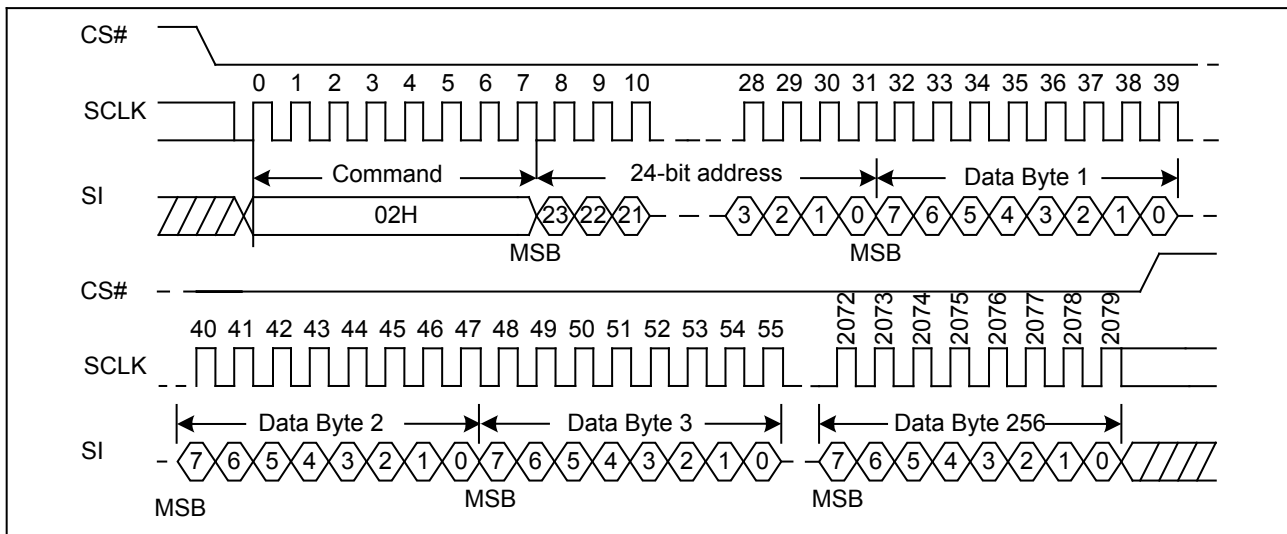 CS#
0 1 2 3 4 5 6 7 8 9 10 28 29 30 31 32 33 34 35 36 37 38 39
SCLK
Command 24-bit address Data Byte 1
SI
02H 23 22 21 3 2 1 0 7 6 5 4 3 2 1 0
MSB MSB
CS#
40 41 42 43 44 45 46 47 48 49 50 51 52 53 54 55 2072 2073 2074 2075 2076 2077 2078 2079
SCLK
Data Byte 2 Data Byte 3 Data Byte 256
SI
7 6 5 4 3 2 1 0 7 6 5 4 3 2 1 0 7 6 5 4 3 2 1 0
MSB MSB MSB